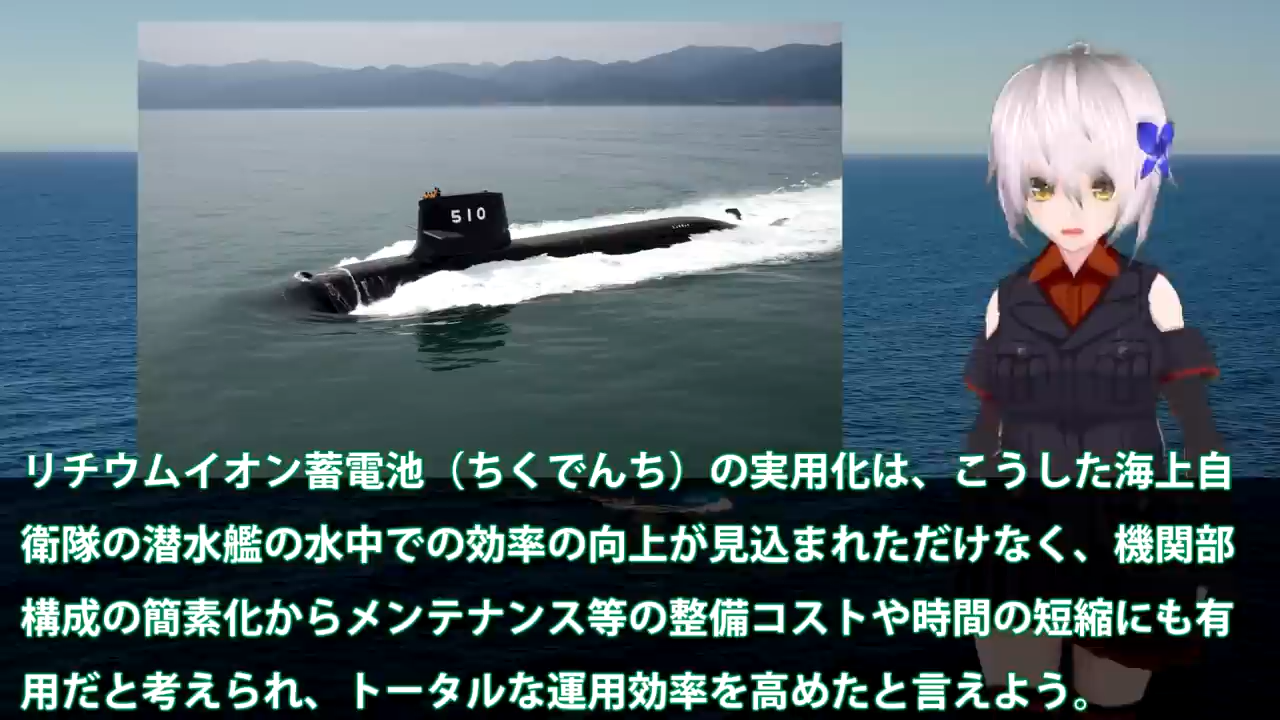 510
リチウムイオン蓄電池（ちくでんち）の実用化は、こうした海上自
衛隊の潜水艦の水中での効率の向上が見込まれただけなく、機関部
構成の簡素化からメンテナンス等の整備コストや時間の短縮にも有
用だと考えられ、トータルな運用効率を高めたと言えよう。